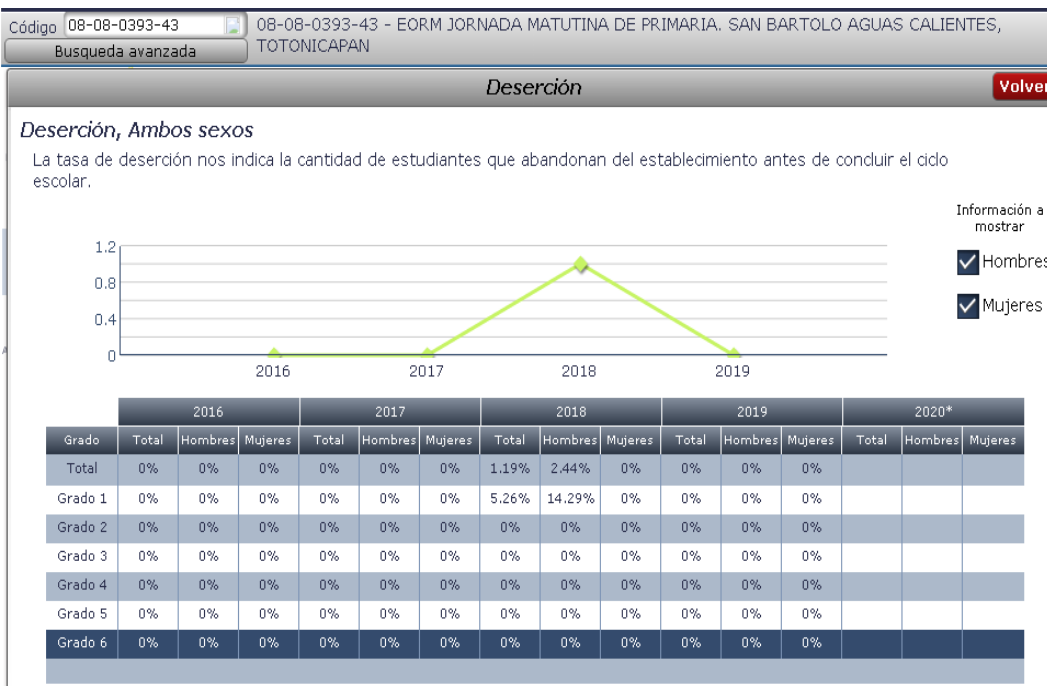 Código 08-08-0393-43 08-08-0393-43 - EORM JORNADA MATUTINA DE PRIMARIA. SAN BARTOLO AGUAS CALIENTES,
Busqueda avanzada TOTONICAPAN
Deserción Volver
Deserción, Ambos sexos
La tasa de deserción nos indica la cantidad de estudiantes que abandonan del establecimiento antes de concluir el ciclo
escolar.
Información a
mostrar
Hombres
Mujeres
1.2
0.8
0.4
0
2016 2017 2018 2019
2016 2017 2018 2019 2020*
Grado Total Hombres Mujeres Total Hombres Mujeres Total Hombres Mujeres Total Hombres Mujeres Total Hombres Mujeres
Total 0% 0% 0% 0% 0% 0% 1.19% 2.44% 0% 0% 0% 0%
Grado 1 0% 0% 0% 0% 0% 0% 5.26% 14.29% 0% 0% 0% 0%
Grado 2 0% 0% 0% 0% 0% 0% 0% 0% 0% 0% 0% 0%
Grado 3 0% 0% 0% 0% 0% 0% 0% 0% 0% 0% 0% 0%
Grado 4 0% 0% 0% 0% 0% 0% 0% 0% 0% 0% 0% 0%
Grado 5 0% 0% 0% 0% 0% 0% 0% 0% 0% 0% 0% 0%
Grado 6 0% 0% 0% 0% 0% 0% 0% 0% 0% 0% 0% 0%